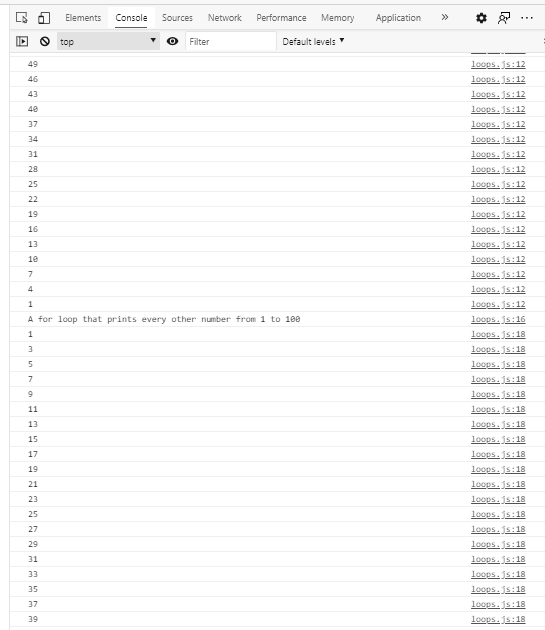 Elements Console Sources Network Performance Memory Application »
top Filter Default levels
49 loops.js:12
46 loops.js:12
43 loops.js:12
40 loops.js:12
37 loops.js:12
34 loops.js:12
31 loops.js:12
28 loops.js:12
25 loops.js:12
22 loops.js:12
19 loops.js:12
16 loops.js:12
13 loops.js:12
10 loops.js:12
7 loops.js:12
4 loops.js:12
1 loops.js:12
A for loop that prints every other number from 1 to 100 loops.js:16
1 loops.js:18
3 loops.js:18
5 loops.js:18
7 loops.js:18
9 loops.js:18
11 loops.js:18
13 loops.js:18
15 loops.js:18
17 loops.js:18
19 loops.js:18
21 loops.js:18
23 loops.js:18
25 loops.js:18
27 loops.js:18
29 loops.js:18
31 loops.js:18
33 loops.js:18
35 loops.js:18
37 loops.js:18
39 loops.js:18